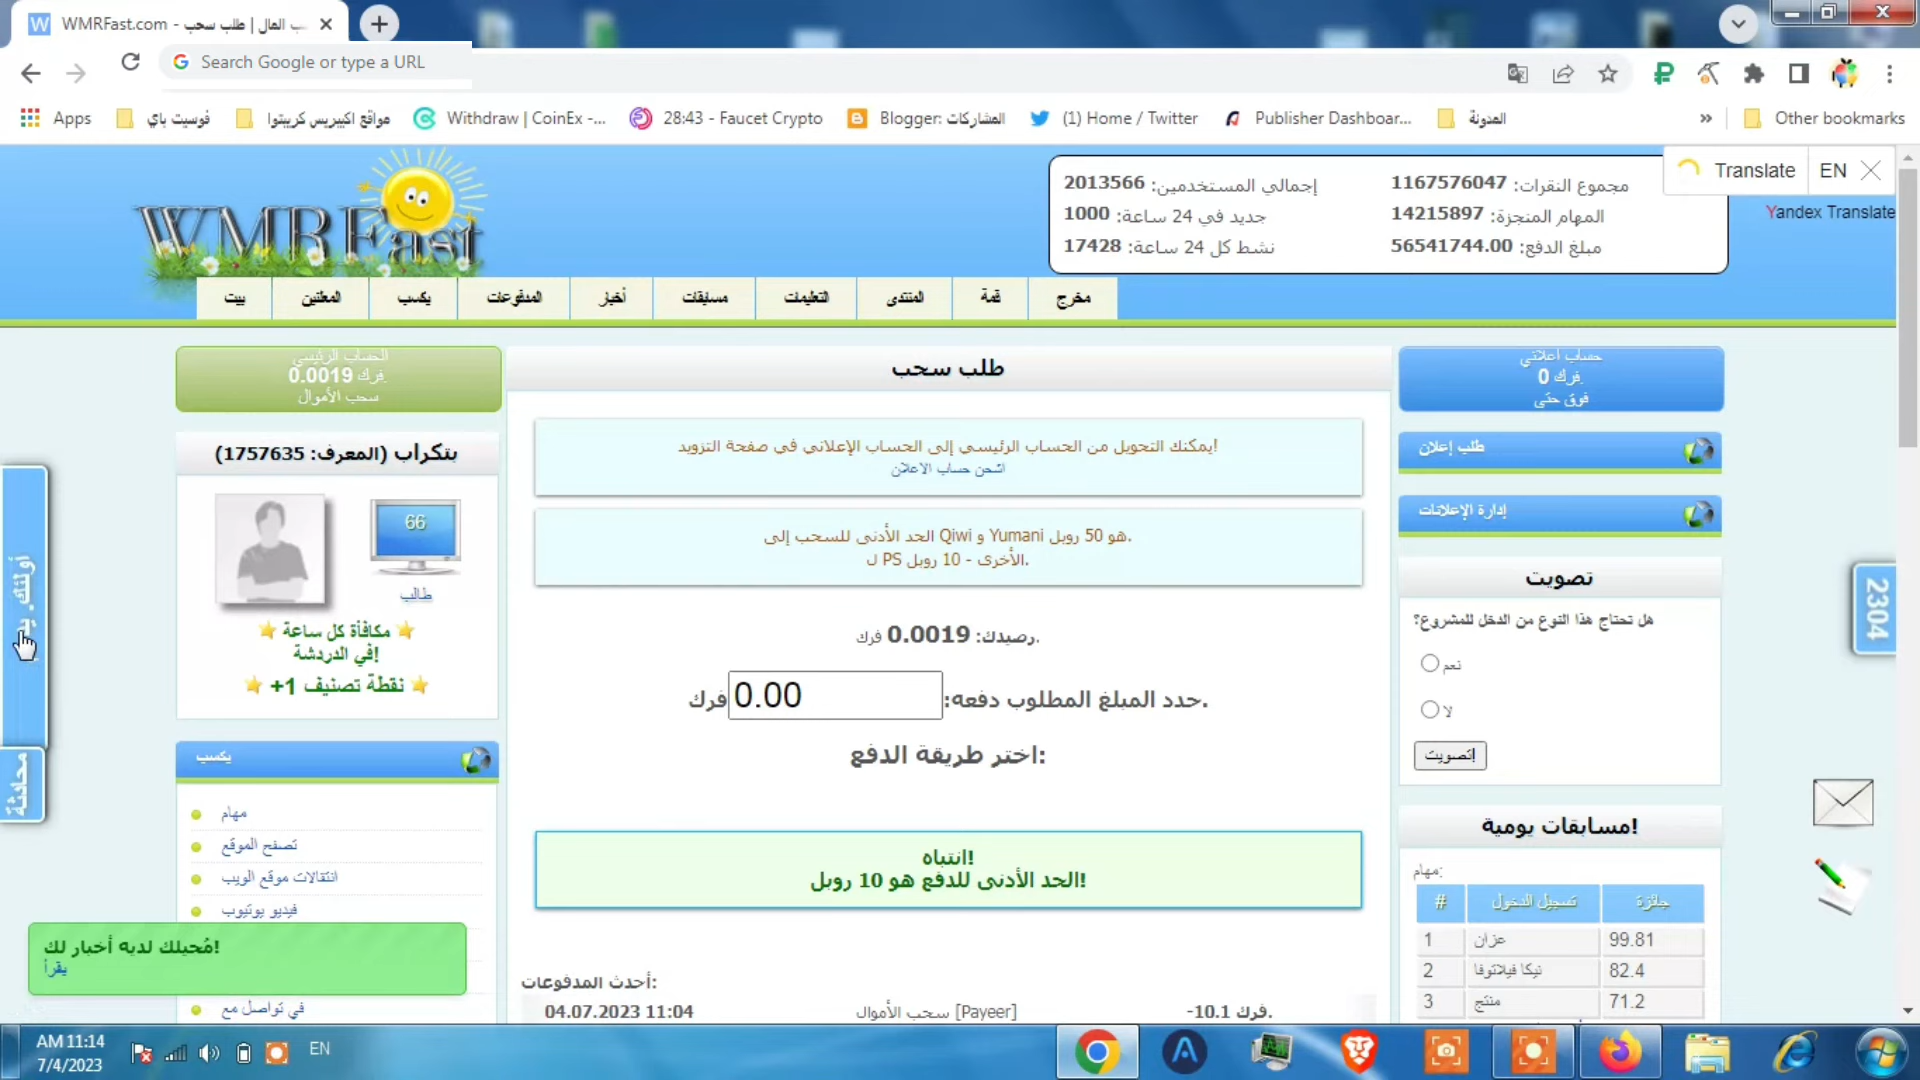 WMRFast.com - طلب سحب | ـب المال
Search Google or type a URL
Apps
فوسيت باي
مواقع اكسبريس كريبتوا
Withdraw | CoinEx -...
28:43 - Faucet Crypto
Blogger: المشاركات
(1) Home / Twitter
Publisher Dashboar...
المدونة
»
Other bookmarks
Translate
EN
Yandex Translate
WMRFast
إجمالي المستخدمين: 2013566
مجموع النقرات: 1167576047
جديد في 24 ساعة: 1000
المهام المنجزة: 14215897
نشط كل 24 ساعة: 17428
مبلغ الدفع: 56541744.00
بيت
المعلنين
يكسب
المدفوعات
أخبار
مسابقات
التعليمات
المنتدى
قمة
مخرج
الحساب الرئيسي
0.0019 فرك.
سحب الأموال
بتكراب (المعرف: 1757635)
66
طالب
مكافأة كل ساعة
في الدردشة!
+1 نقطة تصنيف
يكسب
مهام
تصفح الموقع
انتقالات موقع الويب
فيديو يوتيوب
مُحيلك لديه أخبار لك!
يقرأ
في تواصل مع
محادثة
طلب سحب
يمكنك التحويل من الحساب الرئيسي إلى الحساب الإعلاني في صفحة التزويد!
اشحن حساب الاعلان
الحد الأدنى للسحب إلى Qiwi و Yumani هو 50 روبل.
ل PS الأخرى - 10 روبل.
رصيدك: 0.0019 فرك.
حدد المبلغ المطلوب دفعه: 0.00 فرك.
اختر طريقة الدفع:
انتباه!
الحد الأدنى للدفع هو 10 روبل!
أحدث المدفوعات:
04.07.2023 11:04
سحب الأموال [Payeer]
-10.1 فرك.
حساب اعلاني
0 فرك.
فوق حتى
طلب إعلان
إدارة الإعلانات
تصويت
هل تحتاج هذا النوع من الدخل للمشروع؟
نعم
لا
تصويت!
مسابقات يومية!
مهام:
# تسجيل الدخول جائزة
1 عزان 99.81
2 نيكا فيلاتوفا 82.4
3 منتج 71.2
2304
AM 11:14
7/4/2023
EN